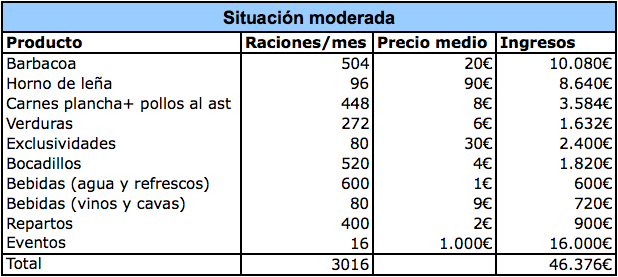 Situación moderada
Producto Raciones/mes Precio medio Ingresos
Barbacoa 504 20€ 10.080€
Horno de leña 96 90€ 8.640€
Carnes plancha+ pollos al ast 448 8€ 3.584€
Verduras 272 6€ 1.632€
Exclusividades 80 30€ 2.400€
Bocadillos 520 4€ 1.820€
Bebidas (agua y refrescos) 600 1€ 600€
Bebidas (vinos y cavas) 80 9€ 720€
Repartos 400 2€ 900€
Eventos 16 1.000€ 16.000€
Total 3016 46.376€